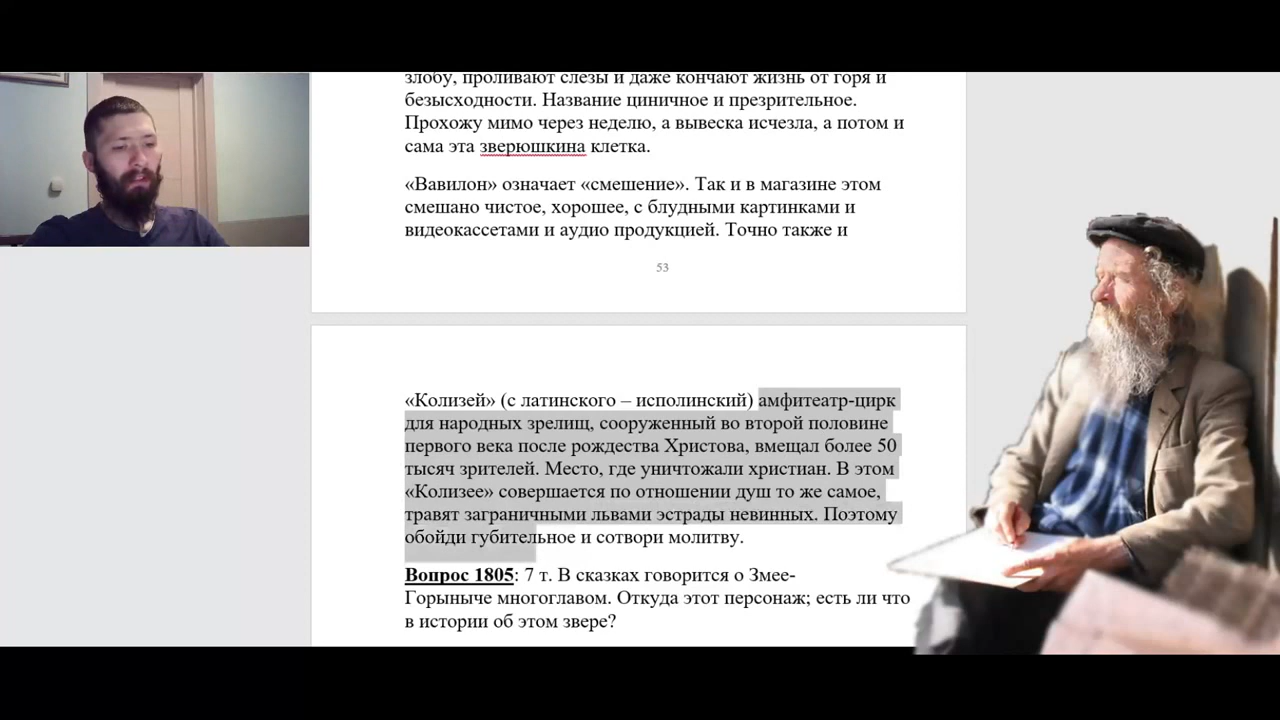 злобу, проливают слезы и даже кончают жизнь от горя и
безысходности. Название циничное и презрительное.
Прохожу мимо через неделю, а вывеска исчезла, а потом и
сама эта зверюшкина клетка.
«Вавилон» означает «смешение». Так и в магазине этом
смешано чистое, хорошее, с блудными картинками и
видеокассетами и аудио продукцией. Точно также и
53
«Колизей» (с латинского – исполинский) амфитеатр-цирк
для народных зрелищ, сооруженный во второй половине
первого века после рождества Христова, вмещал более 50
тысяч зрителей. Место, где уничтожали христиан. В этом
«Колизее» совершается по отношении душ то же самое,
травят заграничными львами эстрады невинных. Поэтому
обойди губительное и сотвори молитву.
Вопрос 1805: 7 т. В сказках говорится о Змее-
Горыныче многоглавом. Откуда этот персонаж; есть ли что
в истории об этом звере?